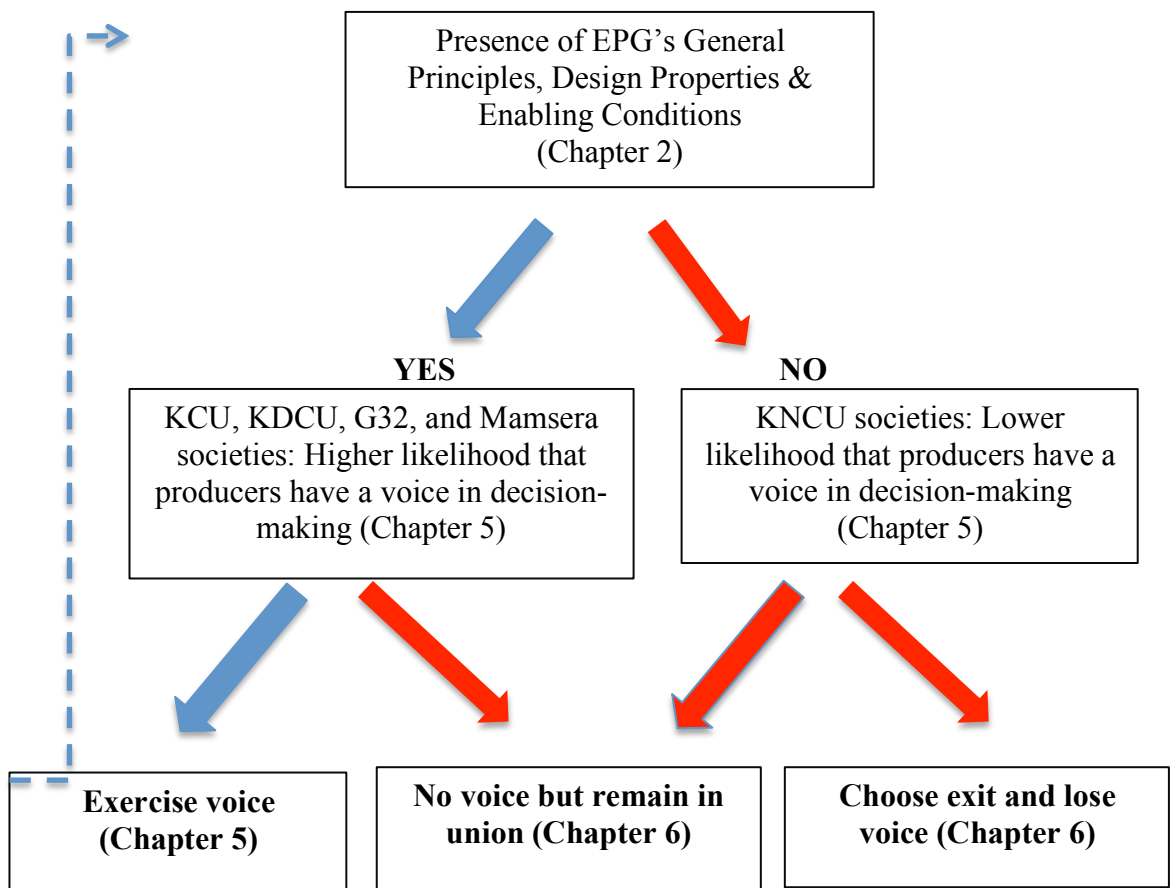 Presence of EPG’s General
Principles, Design Properties &
Enabling Conditions
(Chapter 2)
YES
NO
KCU, KDCU, G32, and Mamsera
societies: Higher likelihood that
producers have a voice in decision-
making (Chapter 5)
KNCU societies: Lower
likelihood that producers have a
voice in decision-making
(Chapter 5)
Exercise voice
(Chapter 5)
No voice but remain in
union (Chapter 6)
Choose exit and lose
voice (Chapter 6)